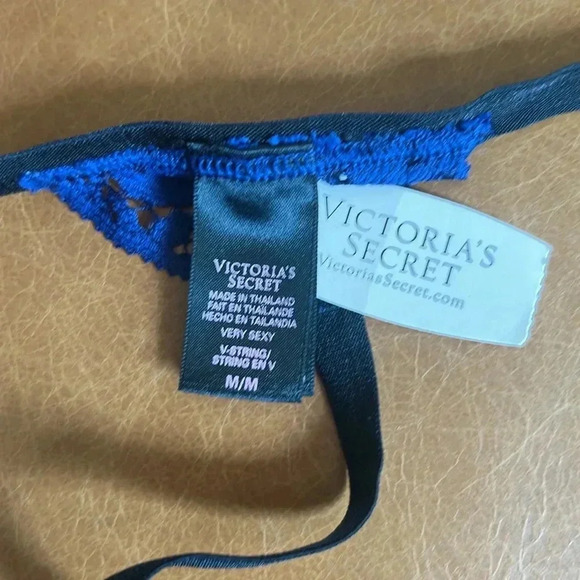 VICTORIA'S
SECRET
MADE IN THAILAND
FAIT EN THAÏLANDE
HECHO EN TAILANDIA
VERY SEXY
V-STRING/
STRING EN V
M/M
VICTORIA'S
SECRET
VictoriasSecret.com